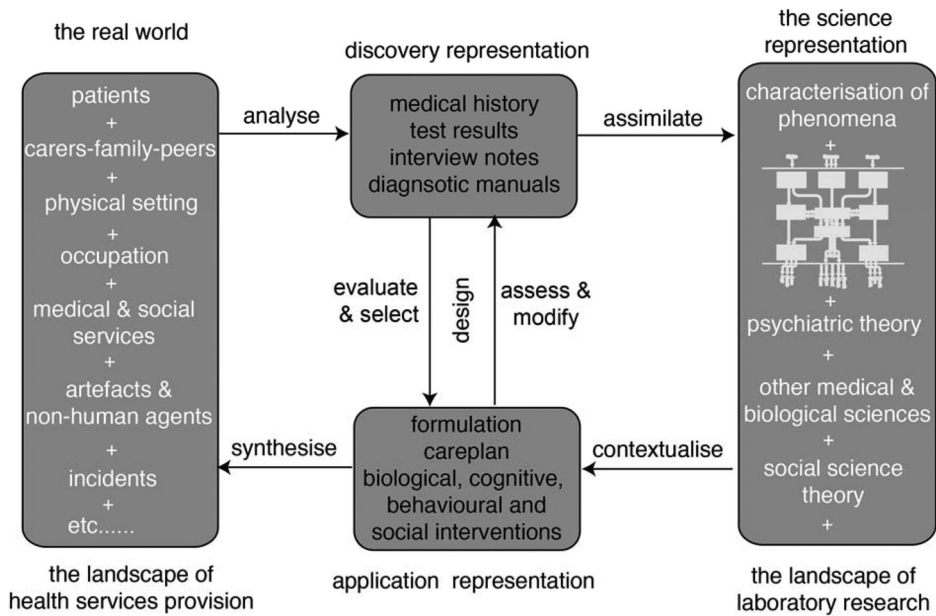 the real world
patients
+
carers-family-peers
+
physical setting
+
occupation
+
medical & social
services
+
artefacts &
non-human agents
+
incidents
+
etc......
the landscape of
health services provision
analyse
discovery representation
medical history
test results
interview notes
diagnsotic manuals
assimilate
evaluate
& select
design
assess &
modify
synthesise
formulation
careplan
biological, cognitive,
behavioural and
social interventions
contextualise
application representation
the science
representation
characterisation of
phenomena
+
+
psychiatric theory
+
other medical &
biological sciences
+
social science
theory
+
the landscape of
laboratory research